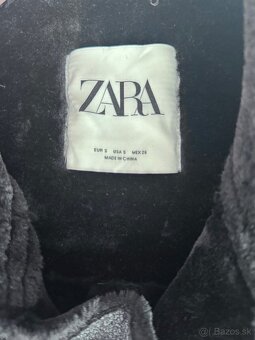 ZARA
EUR S USA S MEX 26
MADE IN CHINA
Bazos.sk